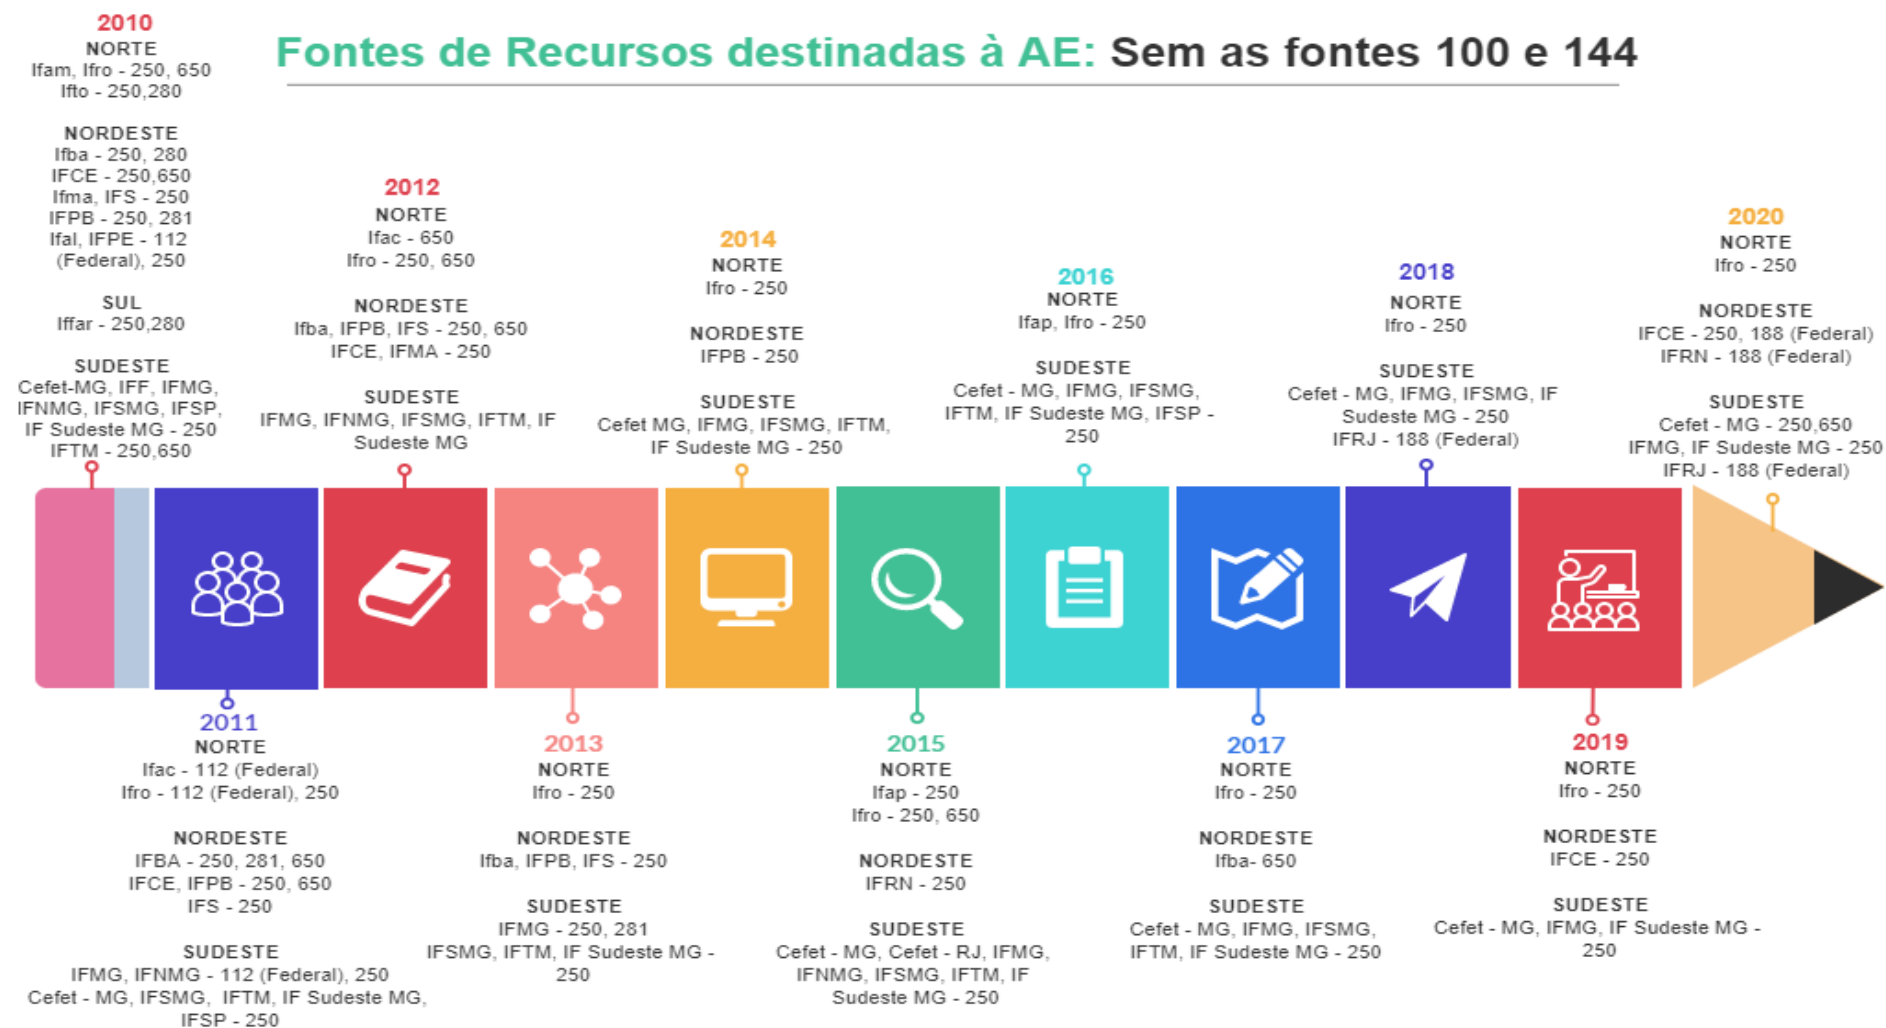 Fontes de Recursos destinadas à AE: Sem as fontes 100 e 144
2010
NORTE
Ifam, Ifro - 250, 650
Ifto - 250,280
NORDESTE
Ifba - 250, 280
IFCE - 250,650
Ifma, IFS - 250
IFPB - 250, 281
Ifal, IFPE - 112
(Federal), 250
SUL
Iffar - 250,280
SUDESTE
Cefet-MG, IFF, IFMG,
IFNMG, IFSMG, IFSP,
IF Sudeste MG - 250
IFTM - 250,650
2011
NORTE
Ifac - 112 (Federal)
Ifro - 112 (Federal), 250
NORDESTE
IFBA - 250, 281, 650
IFCE, IFPB - 250, 650
IFS - 250
SUDESTE
IFMG, IFNMG - 112 (Federal), 250
Cefet - MG, IFSMG, IFTM, IF Sudeste MG,
IFSP - 250
2012
NORTE
Ifac - 650
Ifro - 250, 650
NORDESTE
Ifba, IFPB, IFS - 250, 650
IFCE, IFMA - 250
SUDESTE
IFMG, IFNMG, IFSMG, IFTM, IF
Sudeste MG
2013
NORTE
Ifro - 250
NORDESTE
Ifba, IFPB, IFS - 250
SUDESTE
IFMG - 250, 281
IFSMG, IFTM, IF Sudeste MG -
250
2014
NORTE
Ifro - 250
NORDESTE
IFPB - 250
SUDESTE
Cefet MG, IFMG, IFSMG, IFTM,
IF Sudeste MG - 250
2015
NORTE
Ifap - 250
Ifro - 250, 650
NORDESTE
IFRN - 250
SUDESTE
Cefet - MG, Cefet - RJ, IFMG,
IFNMG, IFSMG, IFTM, IF
Sudeste MG - 250
2016
NORTE
Ifap, Ifro - 250
SUDESTE
Cefet - MG, IFMG, IFSMG,
IFTM, IF Sudeste MG, IFSP -
250
2017
NORTE
Ifro - 250
NORDESTE
Ifba- 650
SUDESTE
Cefet - MG, IFMG, IFSMG,
IFTM, IF Sudeste MG - 250
2018
NORTE
Ifro - 250
SUDESTE
Cefet - MG, IFMG, IFSMG, IF
Sudeste MG - 250
IFRJ - 188 (Federal)
2019
NORTE
Ifro - 250
NORDESTE
IFCE - 250
SUDESTE
Cefet - MG, IFMG, IF Sudeste MG -
250
2020
NORTE
Ifro - 250
NORDESTE
IFCE - 250, 188 (Federal)
IFRN - 188 (Federal)
SUDESTE
Cefet - MG - 250,650
IFMG, IF Sudeste MG - 250
IFRJ - 188 (Federal)